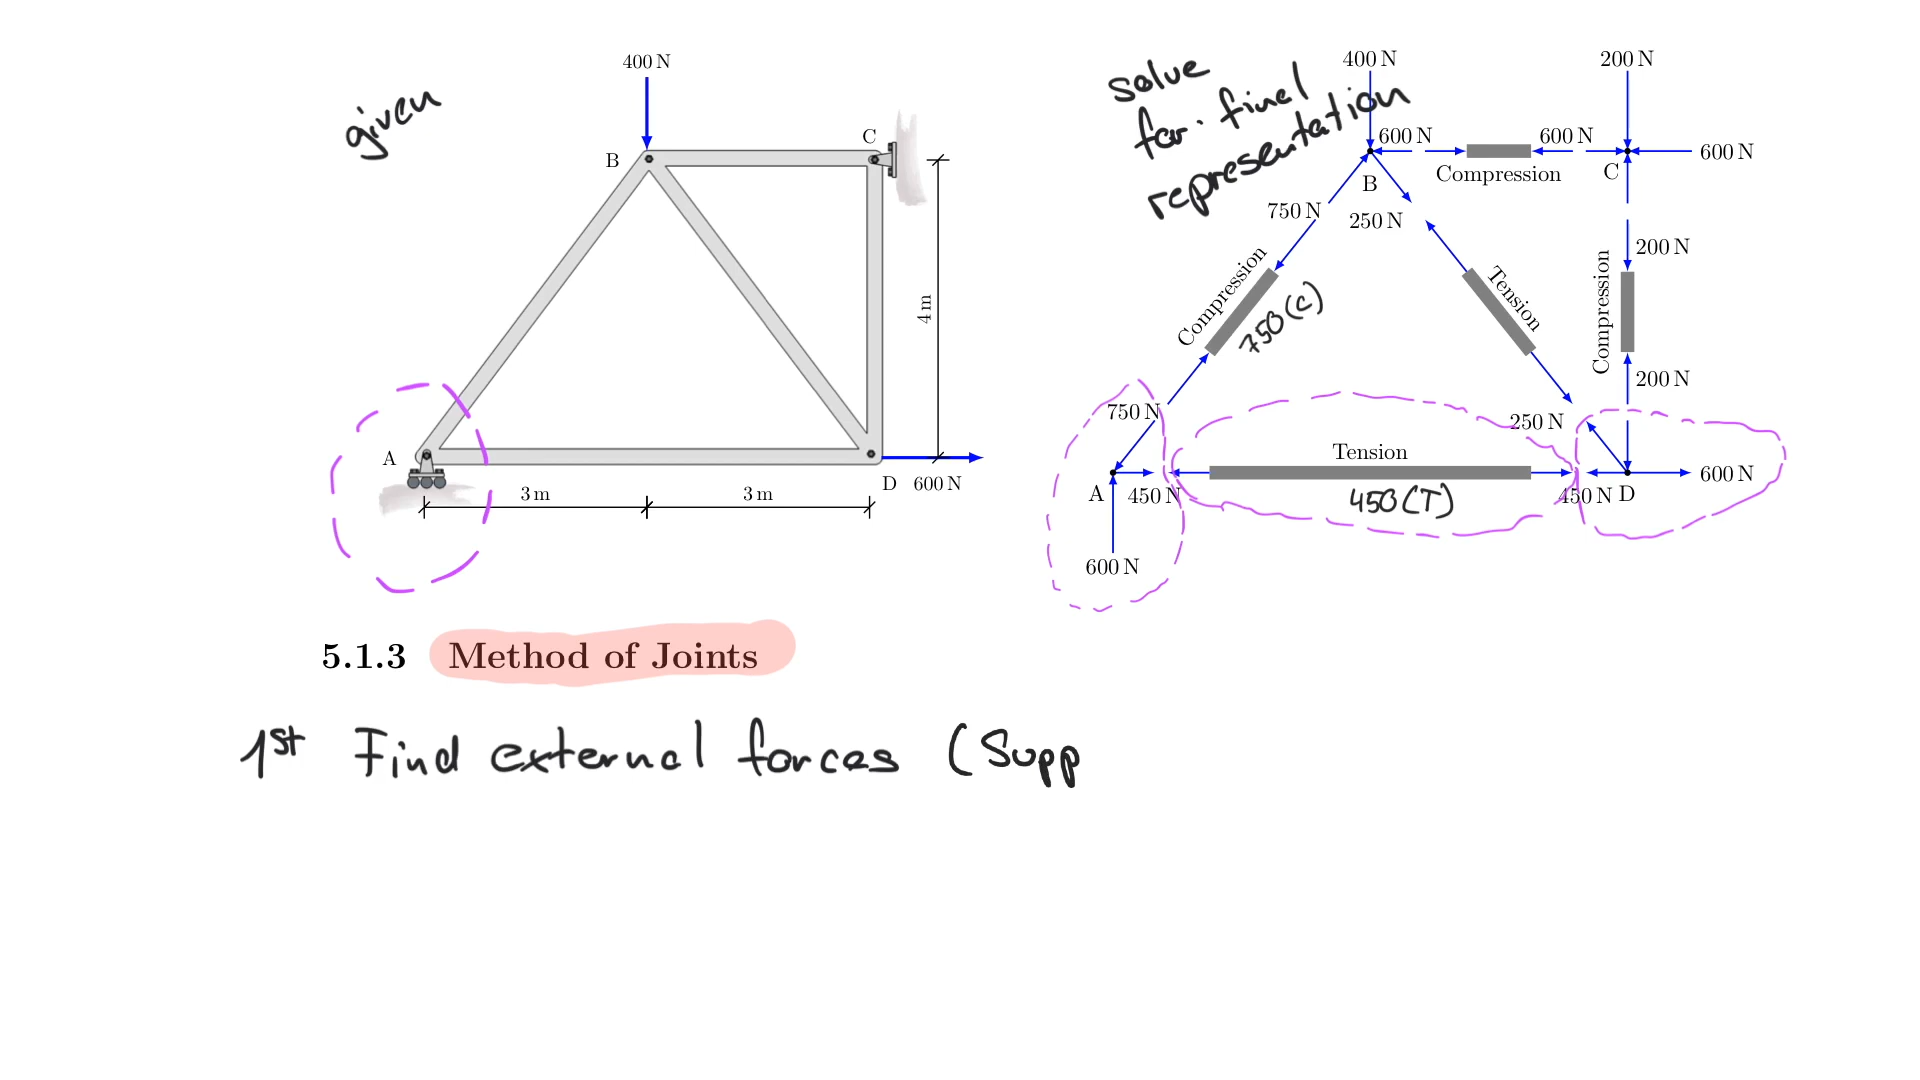 given
400 N
B
C
4 m
A
3 m
3 m
D
600 N
solve
for. final
representation
400 N
200 N
600 N
600 N
600 N
B
Compression
C
750 N
250 N
200 N
Compression
750(C)
Tension
Compression
200 N
750 N
250 N
Tension
600 N
A
450 N
450(T)
450 N
D
600 N
5.1.3 Method of Joints
1st Find external forces (Supp